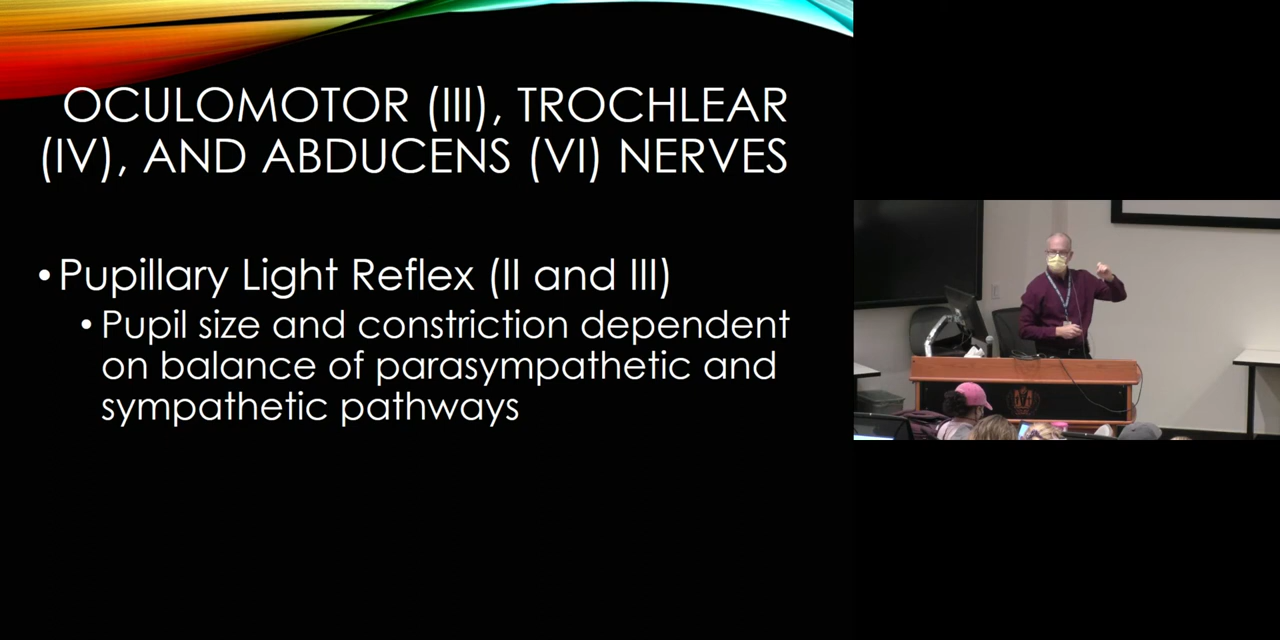 OCULOMOTOR (III), TROCHLEAR
(IV), AND ABDUCENS (VI) NERVES
• Pupillary Light Reflex (II and III)
• Pupil size and constriction dependent
on balance of parasympathetic and
sympathetic pathways